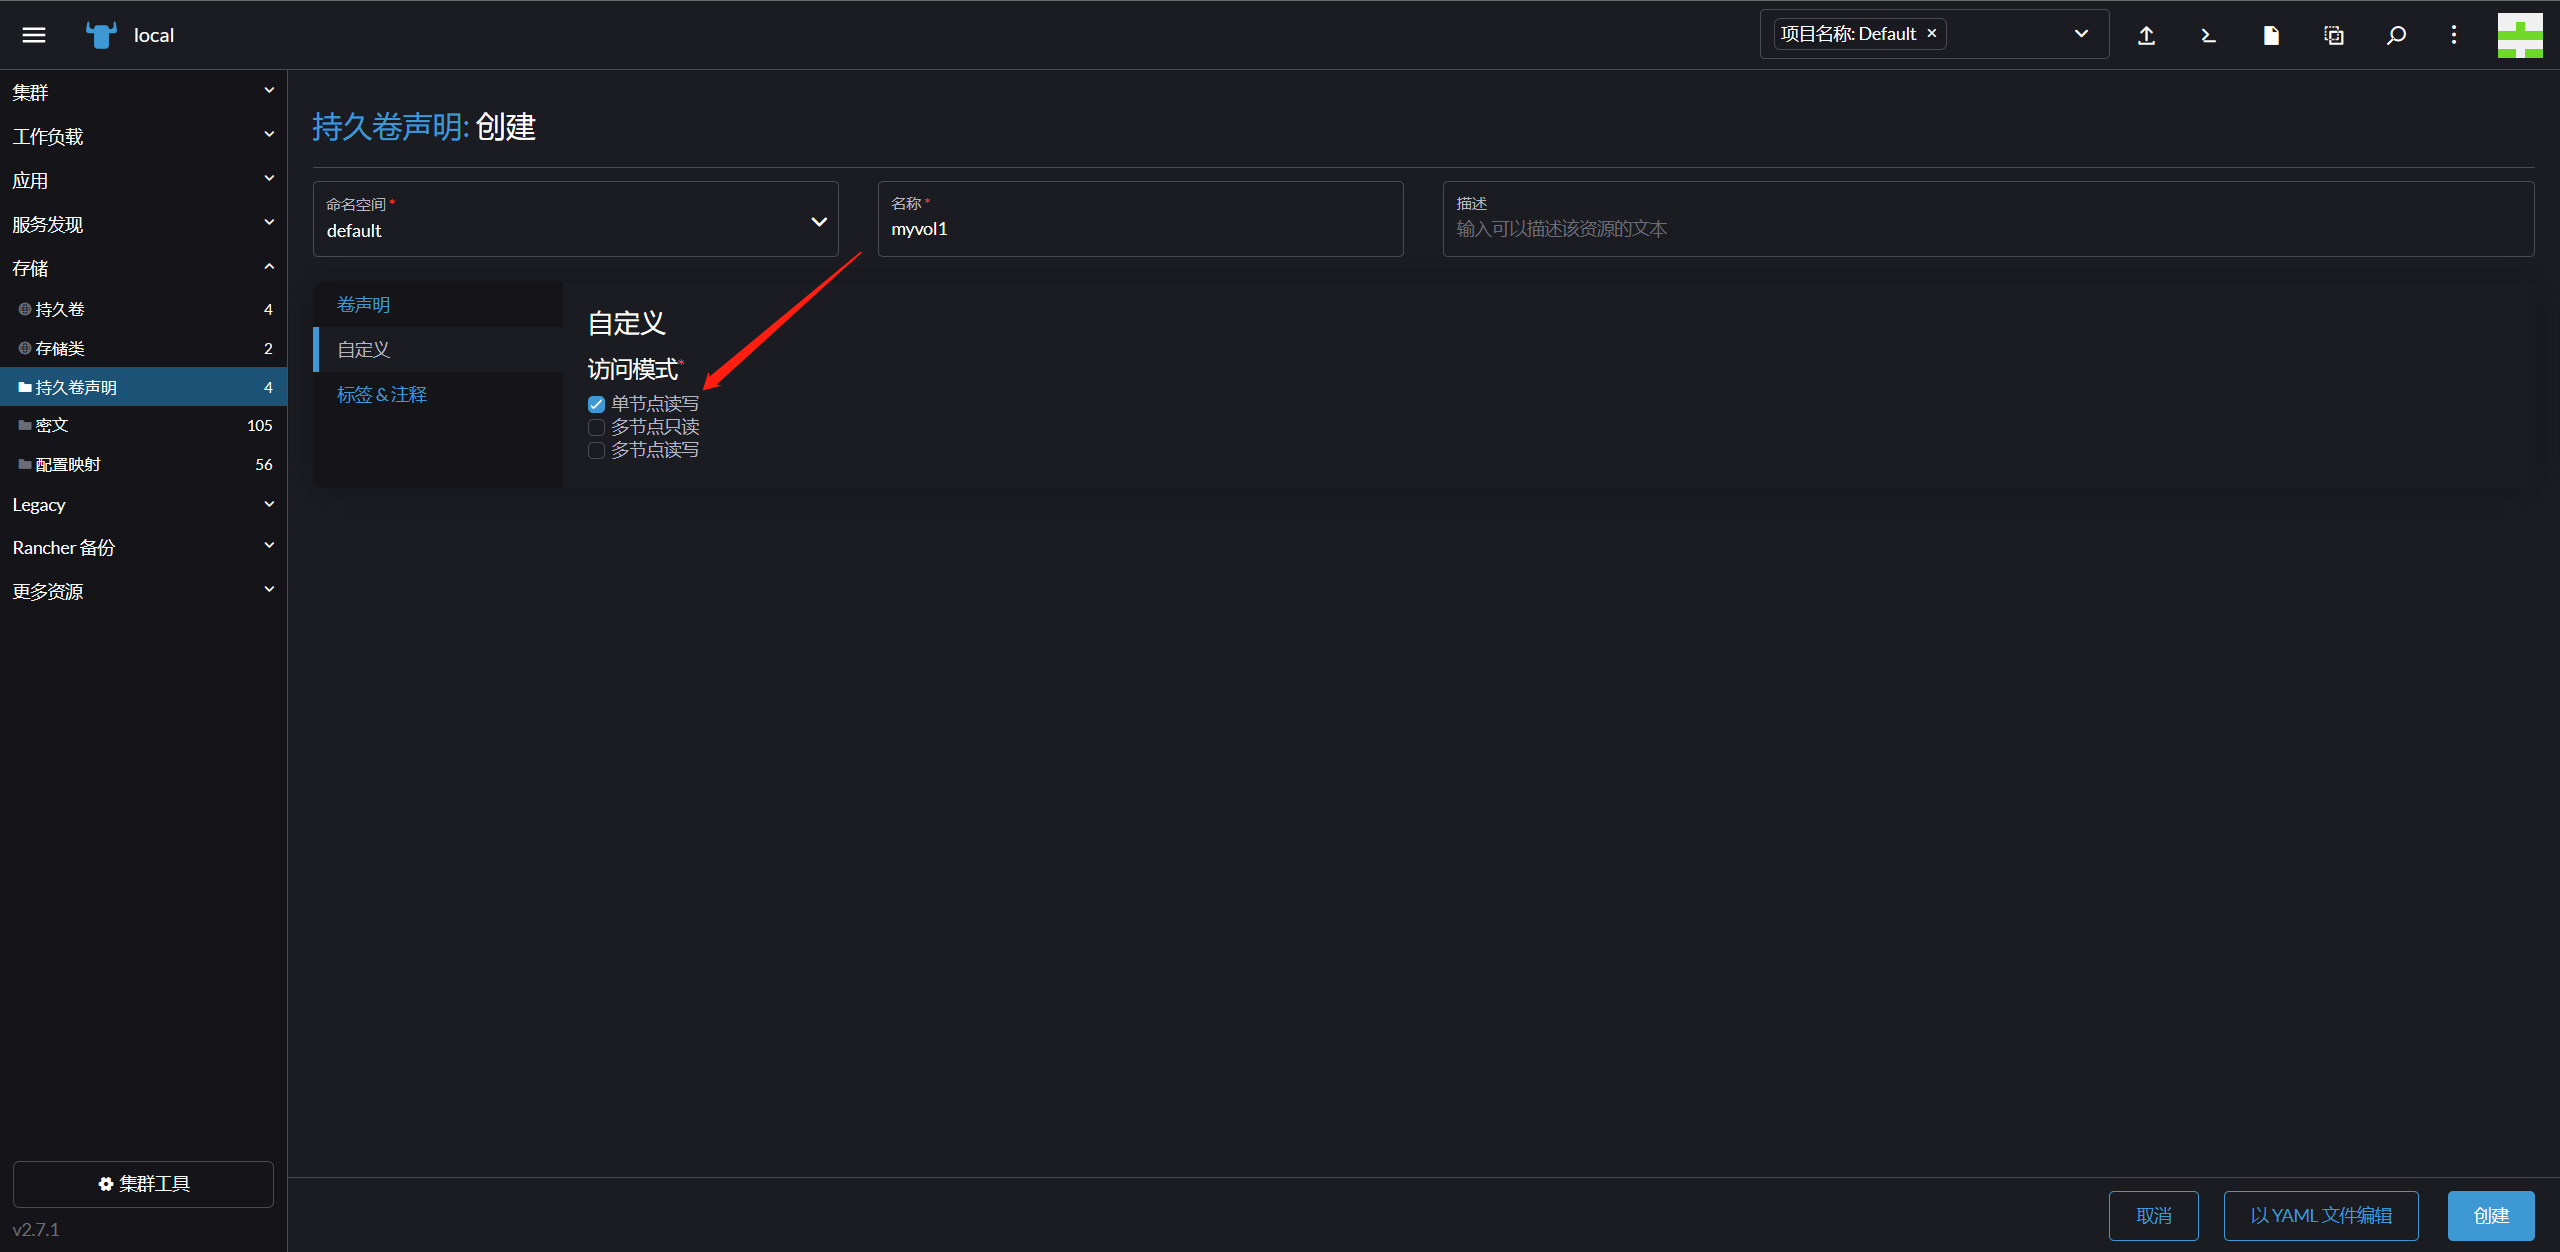 local
项目名称: Default ×
集群
工作负载
应用
服务发现
存储
持久卷 4
存储类 2
持久卷声明 4
密文 105
配置映射 56
Legacy
Rancher 备份
更多资源
集群工具
v2.7.1
持久卷声明: 创建
命名空间*
default
名称*
myvol1
描述
输入可以描述该资源的文本
卷声明
自定义
标签 & 注释
自定义
访问模式*
单节点读写
多节点只读
多节点读写
取消
以 YAML 文件编辑
创建